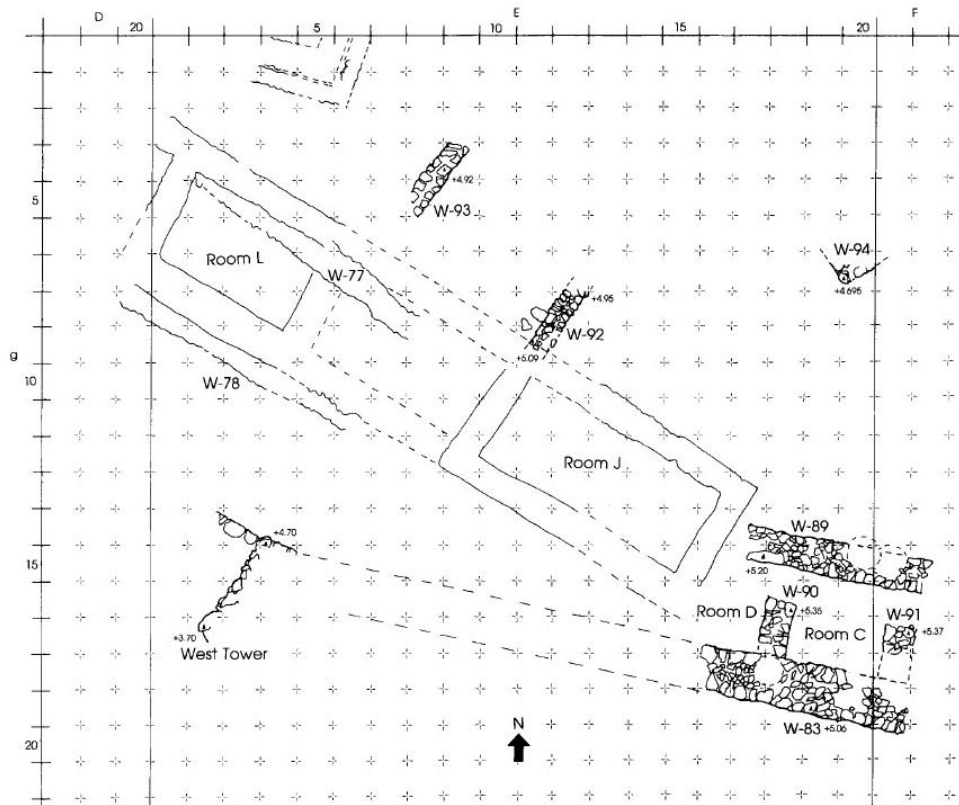 D E F
20 5 10 15 20
+4.92
5
W-93
W-94
Room L
W-77
+4.695
+4.95
W-92
g
+5.09
10
W-78
Room J
W-89
+4.70
15
+5.20
W-90
Room D
+5.35
W-91
Room C
+5.37
+3.70
West Tower
N
W-83 +5.06
20